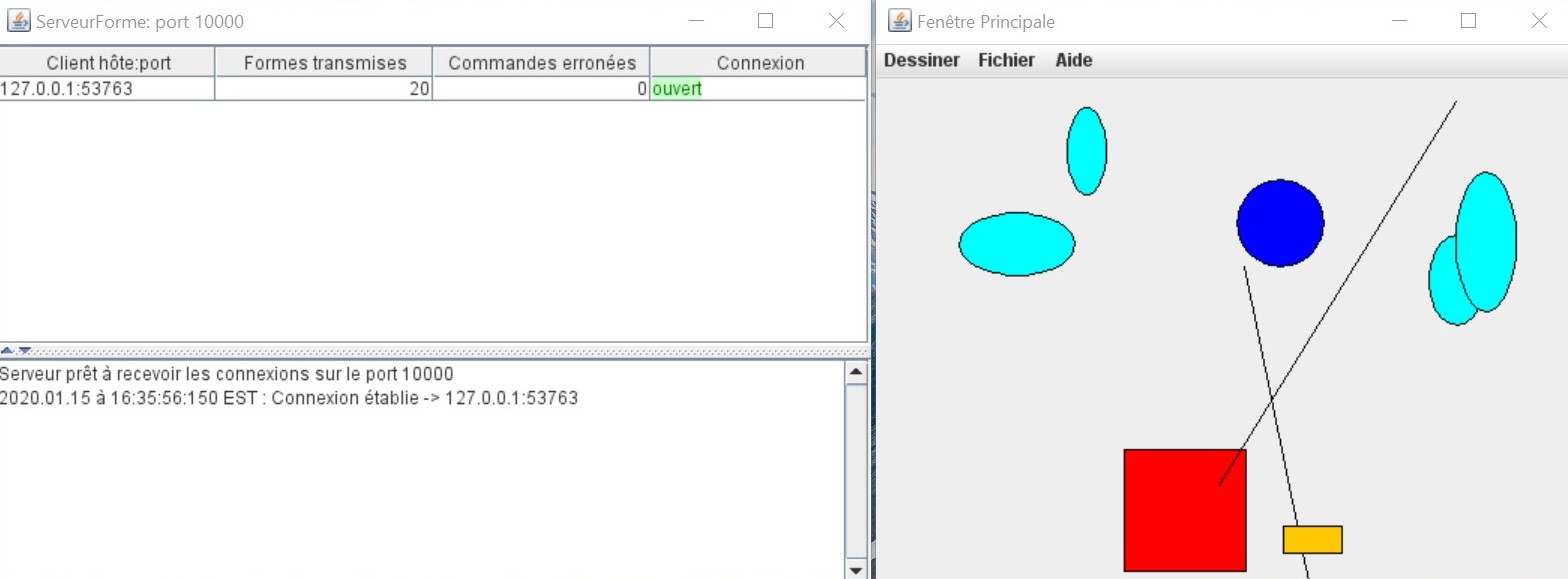 ServeurForme: port 10000
Client hôte:port Formes transmises Commandes erronées Connexion
127.0.0.1:53763 20 0 ouvert
Serveur prêt à recevoir les connexions sur le port 10000
2020.01.15 à 16:35:56:150 EST : Connexion établie -> 127.0.0.1:53763
Fenêtre Principale
Dessiner Fichier Aide